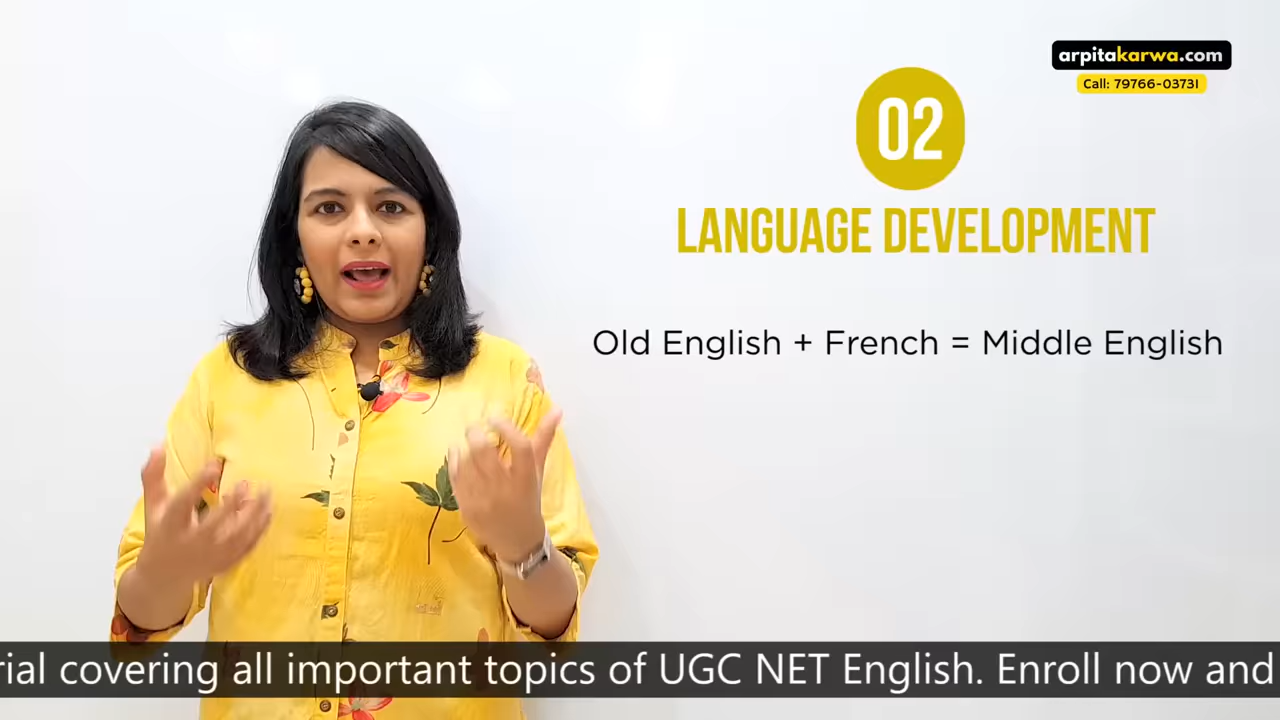 arpitakarwa.com
Call: 79766-03731
02
LANGUAGE DEVELOPMENT
Old English + French = Middle English
covering all important topics of UGC NET English. Enroll now and